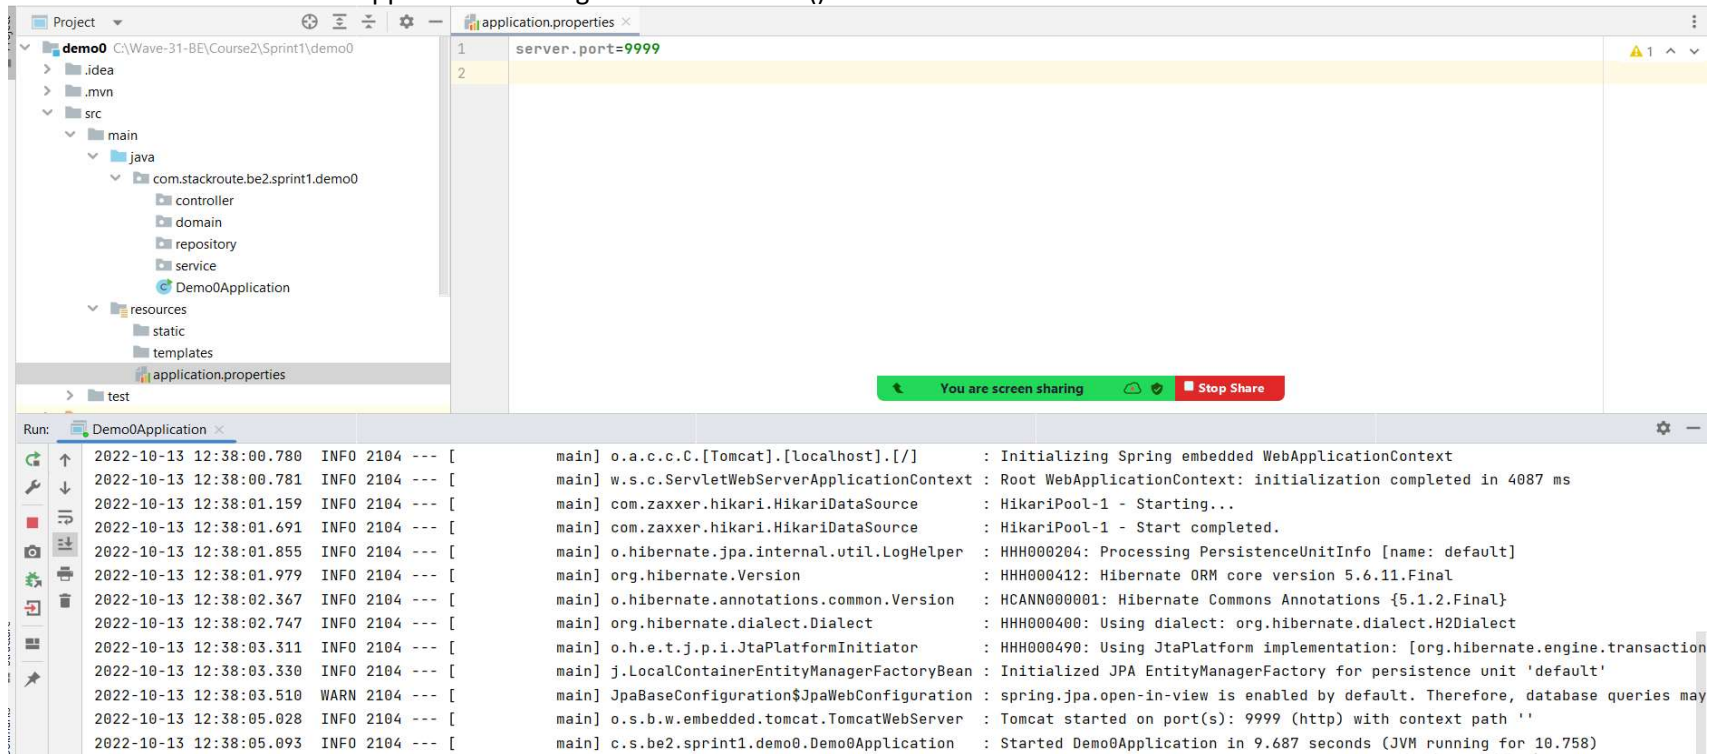 Project
application.properties
demo0 C:\Wave-31-BE\Course2\Sprint1\demo0
.idea
.mvn
src
main
java
com.stackroute.be2.sprint1.demo0
controller
domain
repository
service
Demo0Application
resources
static
templates
application.properties
test
1 server.port=9999
2
1
You are screen sharing Stop Share
Run: Demo0Application
2022-10-13 12:38:00.780 INFO 2104 --- [ main] o.a.c.c.C.[Tomcat].[localhost].[/] : Initializing Spring embedded WebApplicationContext
2022-10-13 12:38:00.781 INFO 2104 --- [ main] w.s.c.ServletWebServerApplicationContext : Root WebApplicationContext: initialization completed in 4087 ms
2022-10-13 12:38:01.159 INFO 2104 --- [ main] com.zaxxer.hikari.HikariDataSource : HikariPool-1 - Starting...
2022-10-13 12:38:01.691 INFO 2104 --- [ main] com.zaxxer.hikari.HikariDataSource : HikariPool-1 - Start completed.
2022-10-13 12:38:01.855 INFO 2104 --- [ main] o.hibernate.jpa.internal.util.LogHelper : HHH000204: Processing PersistenceUnitInfo [name: default]
2022-10-13 12:38:01.979 INFO 2104 --- [ main] org.hibernate.Version : HHH000412: Hibernate ORM core version 5.6.11.Final
2022-10-13 12:38:02.367 INFO 2104 --- [ main] o.hibernate.annotations.common.Version : HCANN000001: Hibernate Commons Annotations {5.1.2.Final}
2022-10-13 12:38:02.747 INFO 2104 --- [ main] org.hibernate.dialect.Dialect : HHH000400: Using dialect: org.hibernate.dialect.H2Dialect
2022-10-13 12:38:03.311 INFO 2104 --- [ main] o.h.e.t.j.p.i.JtaPlatformInitiator : HHH000490: Using JtaPlatform implementation: [org.hibernate.engine.transaction
2022-10-13 12:38:03.330 INFO 2104 --- [ main] j.LocalContainerEntityManagerFactoryBean : Initialized JPA EntityManagerFactory for persistence unit 'default'
2022-10-13 12:38:03.510 WARN 2104 --- [ main] JpaBaseConfiguration$JpaWebConfiguration : spring.jpa.open-in-view is enabled by default. Therefore, database queries may
2022-10-13 12:38:05.028 INFO 2104 --- [ main] o.s.b.w.embedded.tomcat.TomcatWebServer : Tomcat started on port(s): 9999 (http) with context path ''
2022-10-13 12:38:05.093 INFO 2104 --- [ main] c.s.be2.sprint1.demo0.Demo0Application : Started Demo0Application in 9.687 seconds (JVM running for 10.758)